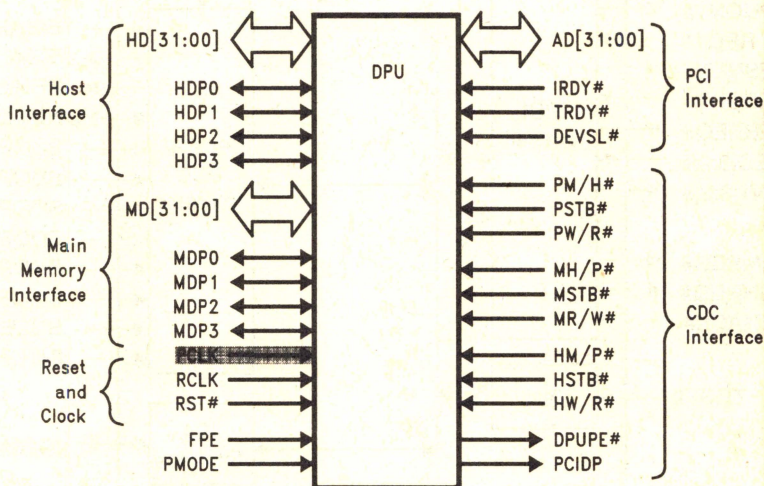 HD[31:00]
HDP0
HDP1
HDP2
HDP3
Host
Interface
MD[31:00]
MDP0
MDP1
MDP2
MDP3
Main
Memory
Interface
PCLK
RCLK
RST#
Reset
and
Clock
FPE
PMODE
DPU
AD[31:00]
IRDY#
TRDY#
DEVSL#
PCI
Interface
PM/H#
PSTB#
PW/R#
MH/P#
MSTB#
MR/W#
HM/P#
HSTB#
HW/R#
DPUPE#
PCIDP
CDC
Interface